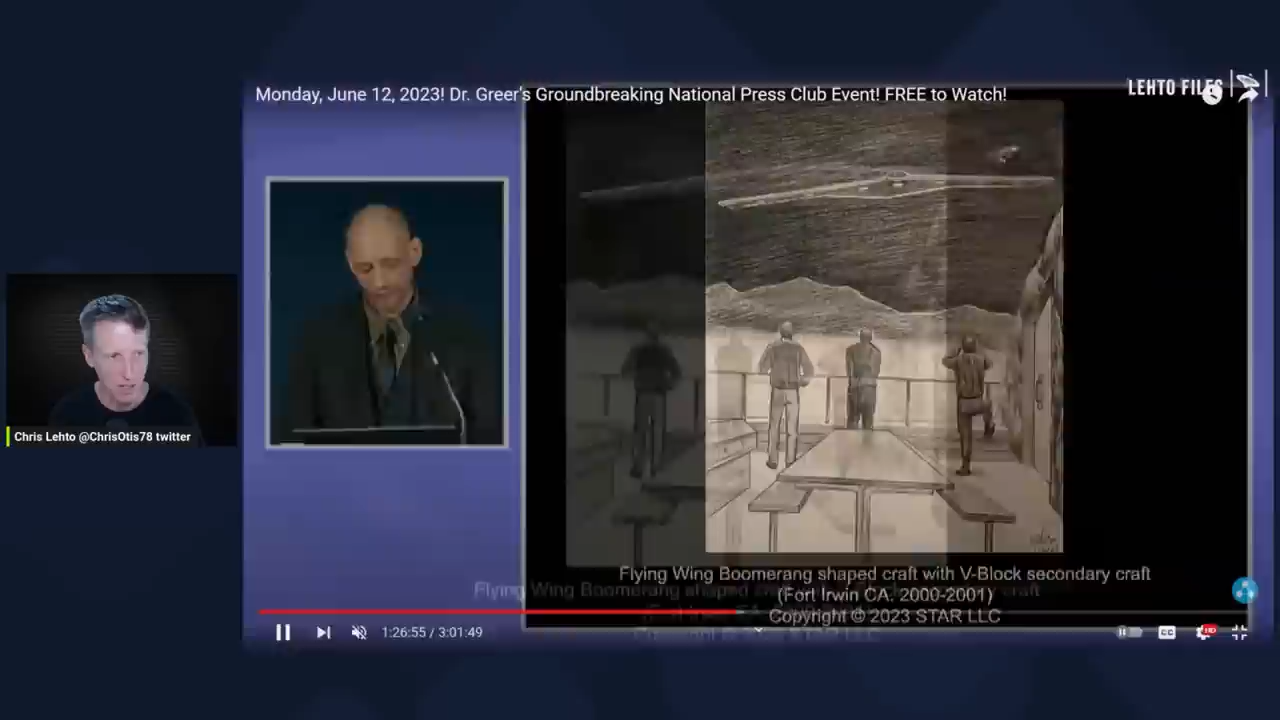 Monday, June 12, 2023! Dr. Greer's Groundbreaking National Press Club Event! FREE to Watch!
LEHTO FILES
Chris Lehto @ChrisOtis78 twitter
Flying Wing Boomerang shaped craft with V-Block secondary craft
(Fort Irwin CA. 2000-2001)
Copyright © 2023 STAR LLC
1:26:55 / 3:01:49
CC
HD